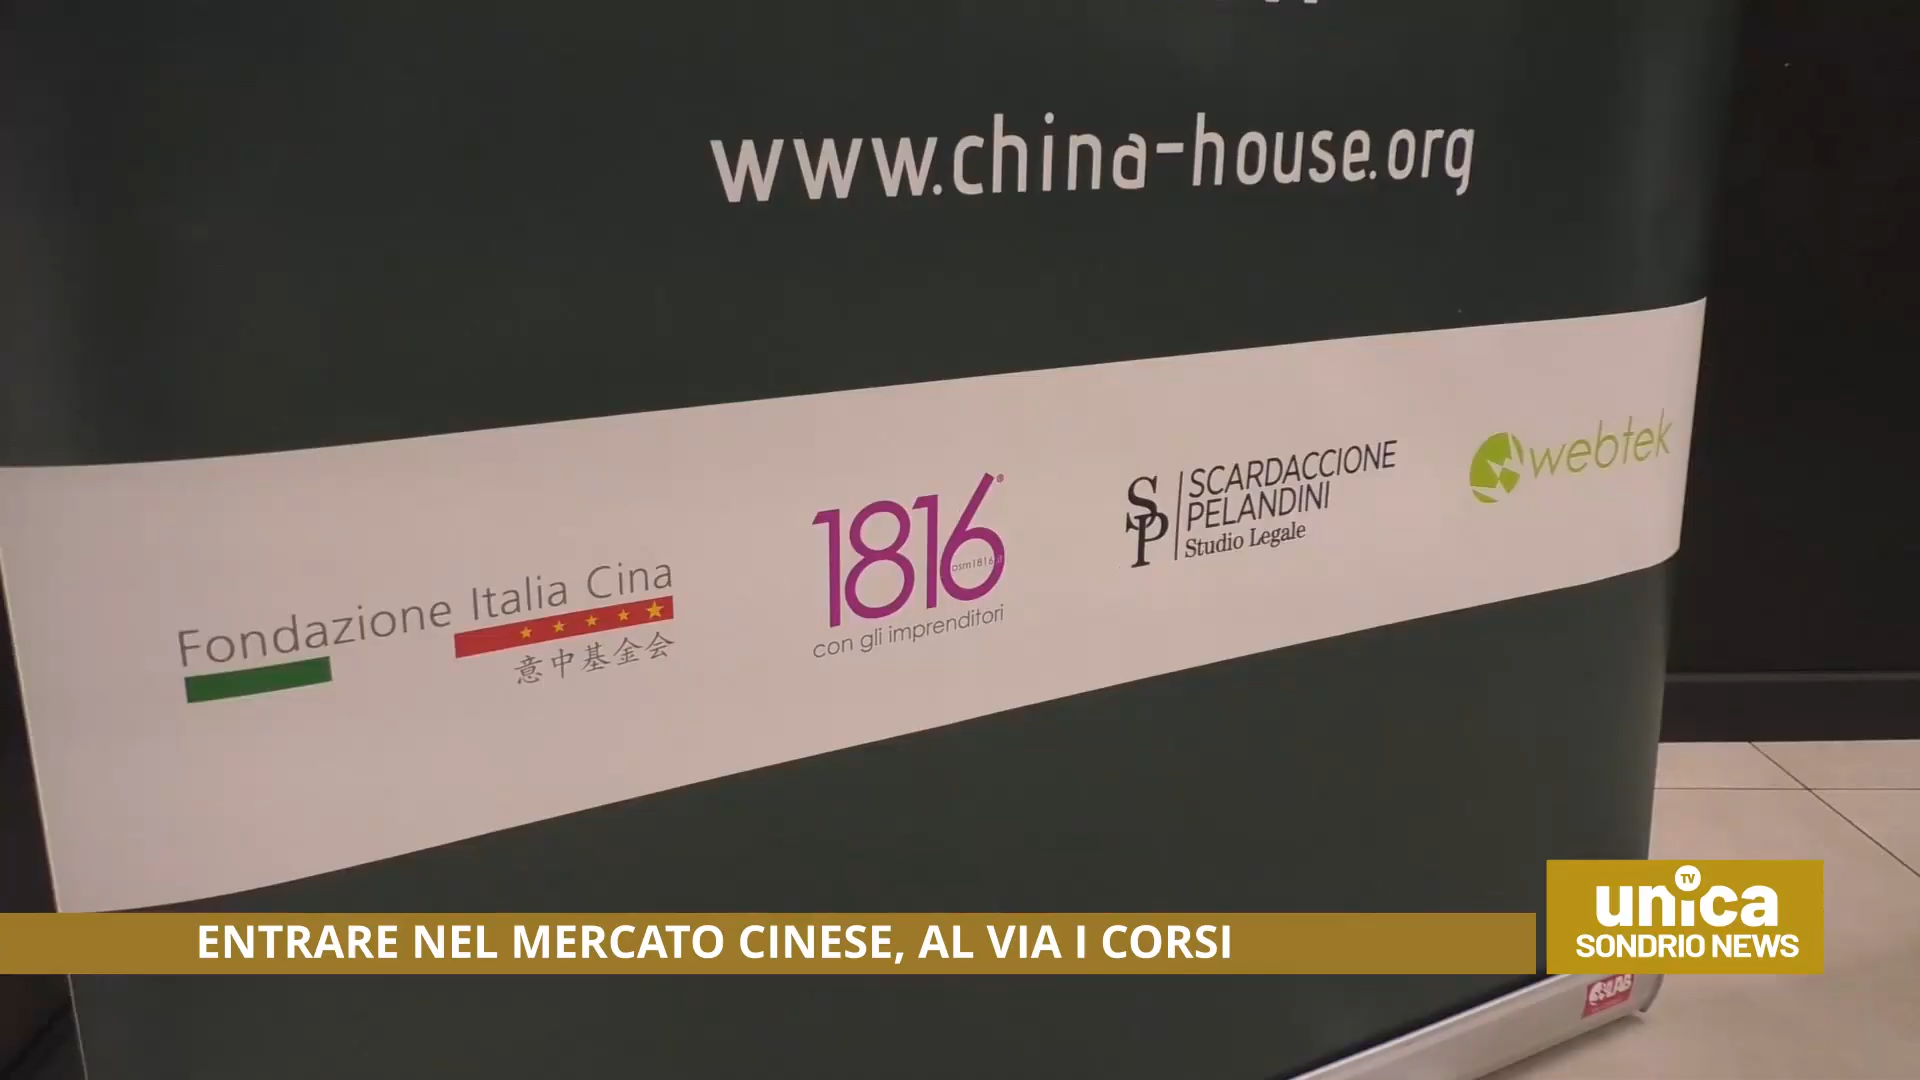 www.china-house.org
Fondazione Italia Cina
意中基金会
1816®
osm1816.it
con gli imprenditori
SP
SCARDACCIONE
PELANDINI
Studio Legale
webtek
ENTRARE NEL MERCATO CINESE, AL VIA I CORSI
unica
TV
SONDRIO NEWS